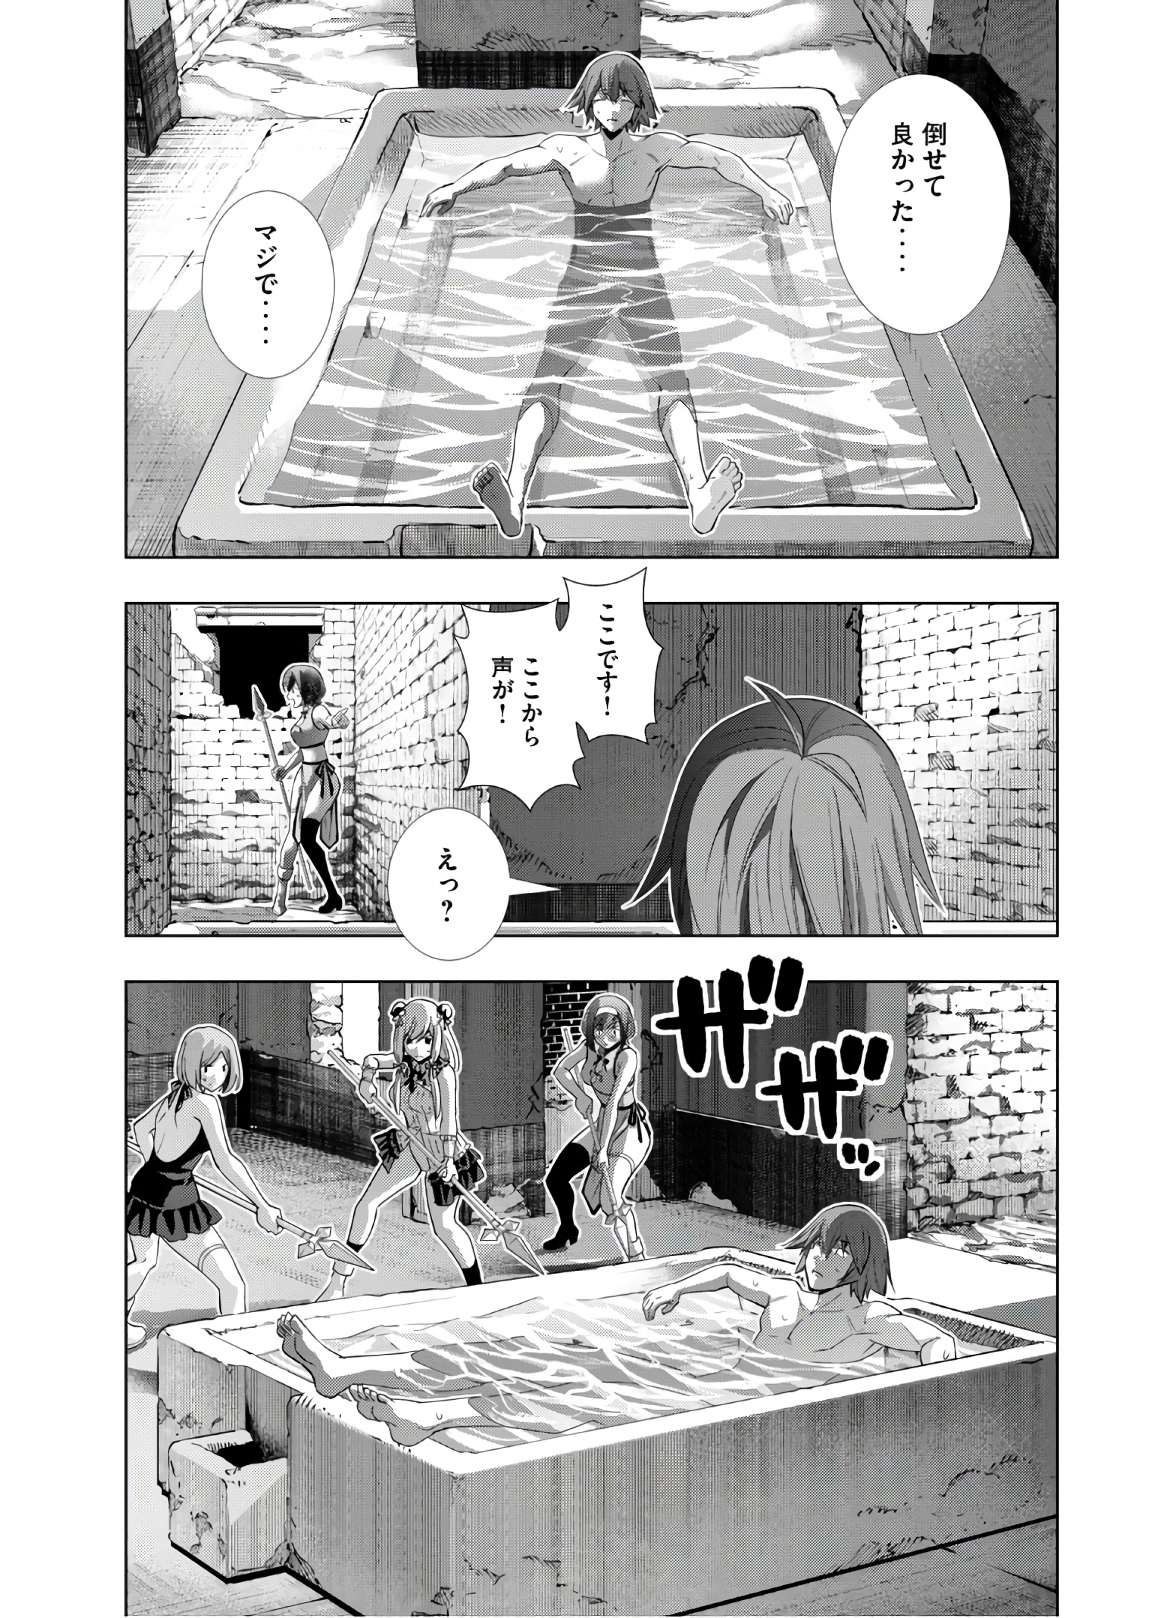 倒せて
良かった‥‥
マジで‥‥
ここです！
ここから
声が！
えっ？
ザザザッ